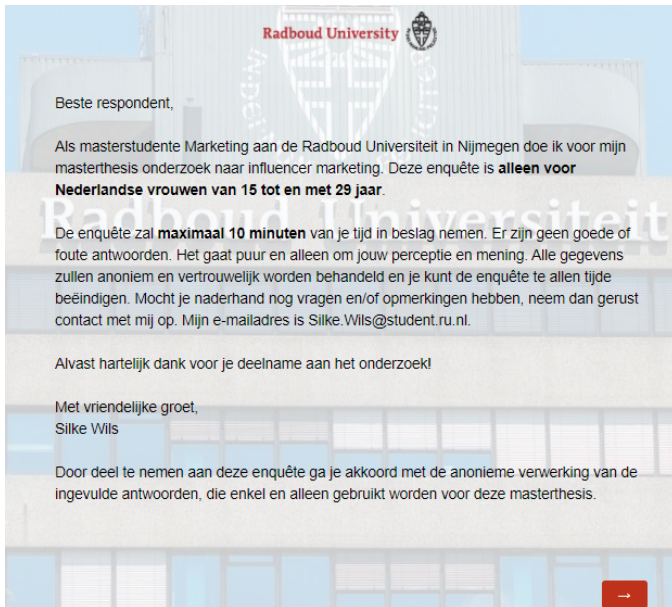 Radboud University
Beste respondent,
Als masterstudente Marketing aan de Radboud Universiteit in Nijmegen doe ik voor mijn
masterthesis onderzoek naar influencer marketing. Deze enquête is alleen voor
Nederlandse vrouwen van 15 tot en met 29 jaar.
Radboud Universiteit
De enquête zal maximaal 10 minuten van je tijd in beslag nemen. Er zijn geen goede of
foute antwoorden. Het gaat puur en alleen om jouw perceptie en mening. Alle gegevens
zullen anoniem en vertrouwelijk worden behandeld en je kunt de enquête te allen tijde
beëindigen. Mocht je naderhand nog vragen en/of opmerkingen hebben, neem dan gerust
contact met mij op. Mijn e-mailadres is Silke.Wils@student.ru.nl.
Alvast hartelijk dank voor je deelname aan het onderzoek!
Met vriendelijke groet,
Silke Wils
Door deel te nemen aan deze enquête ga je akkoord met de anonieme verwerking van de
ingevulde antwoorden, die enkel en alleen gebruikt worden voor deze masterthesis.
→